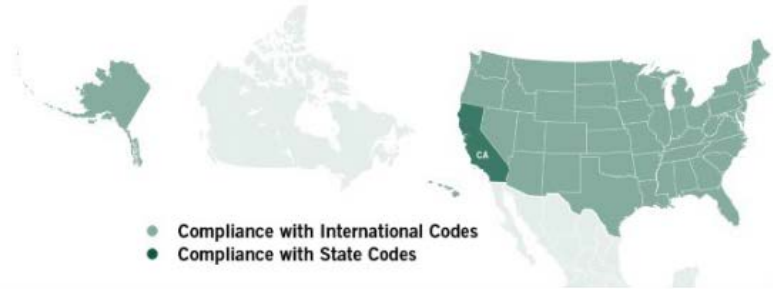 CA
Compliance with International Codes
Compliance with State Codes